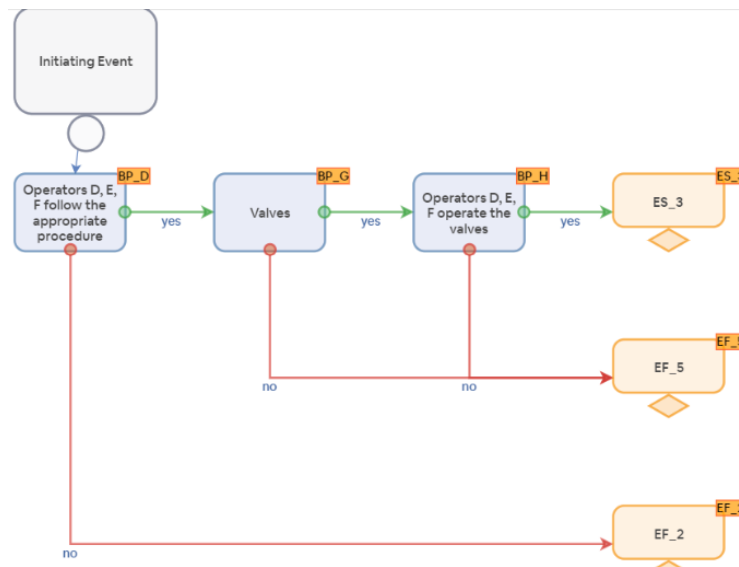 Initiating Event
BP_D
BP_G
BP_H
Operators D, E,
F follow the
appropriate
procedure
yes
Valves
yes
Operators D, E,
F operate the
valves
yes
ES_3
EF_5
no
no
EF_2
no